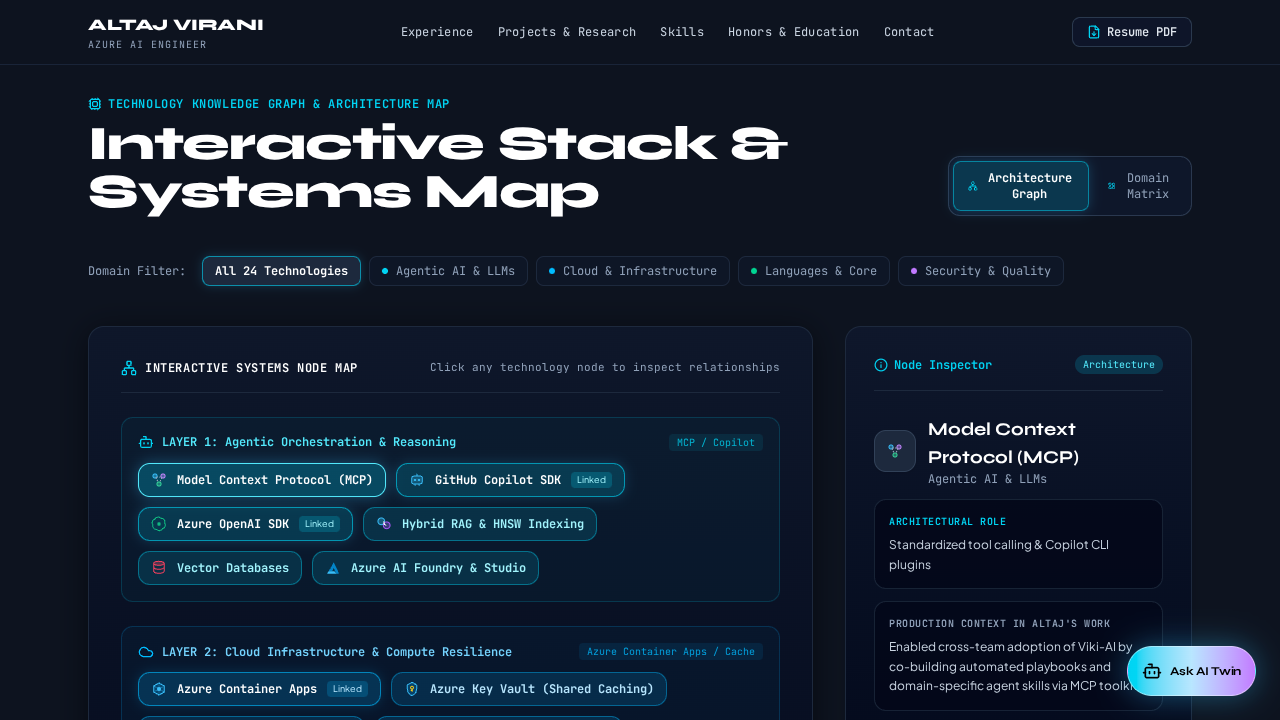 ALTAJ VIRANI
AZURE AI ENGINEER
Experience
Projects & Research
Skills
Honors & Education
Contact
Resume PDF
TECHNOLOGY KNOWLEDGE GRAPH & ARCHITECTURE MAP
Interactive Stack &
Systems Map
Architecture
Graph
Domain
Matrix
Domain Filter:
All 24 Technologies
Agentic AI & LLMs
Cloud & Infrastructure
Languages & Core
Security & Quality
INTERACTIVE SYSTEMS NODE MAP
Click any technology node to inspect relationships
LAYER 1: Agentic Orchestration & Reasoning
MCP / Copilot
Model Context Protocol (MCP)
GitHub Copilot SDK
Linked
Azure OpenAI SDK
Linked
Hybrid RAG & HNSW Indexing
Vector Databases
Azure AI Foundry & Studio
LAYER 2: Cloud Infrastructure & Compute Resilience
Azure Container Apps / Cache
Azure Container Apps
Linked
Azure Key Vault (Shared Caching)
Node Inspector
Architecture
Model Context
Protocol (MCP)
Agentic AI & LLMs
ARCHITECTURAL ROLE
Standardized tool calling & Copilot CLI
plugins
PRODUCTION CONTEXT IN ALTAJ'S WORK
Enabled cross-team adoption of Viki-AI by
co-building automated playbooks and
domain-specific agent skills via MCP
Ask AI Twin